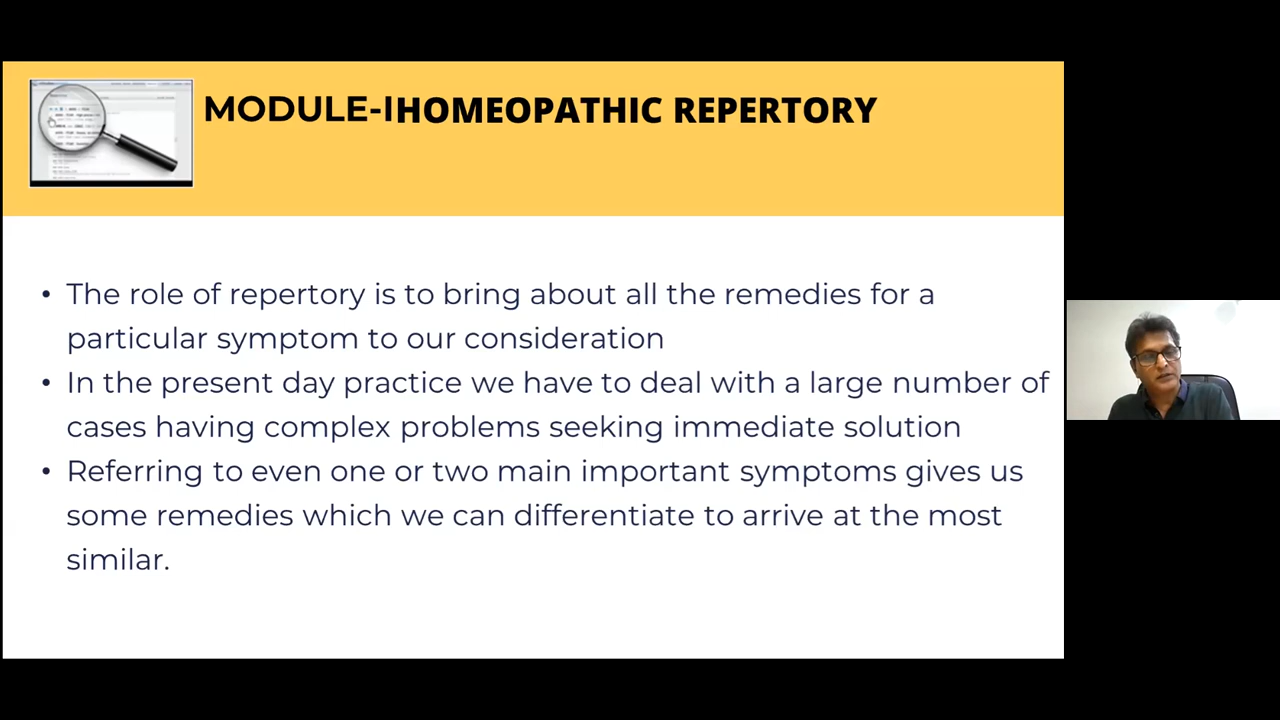 MODULE-IHOMEOPATHIC REPERTORY
• The role of repertory is to bring about all the remedies for a
particular symptom to our consideration
• In the present day practice we have to deal with a large number of
cases having complex problems seeking immediate solution
• Referring to even one or two main important symptoms gives us
some remedies which we can differentiate to arrive at the most
similar.